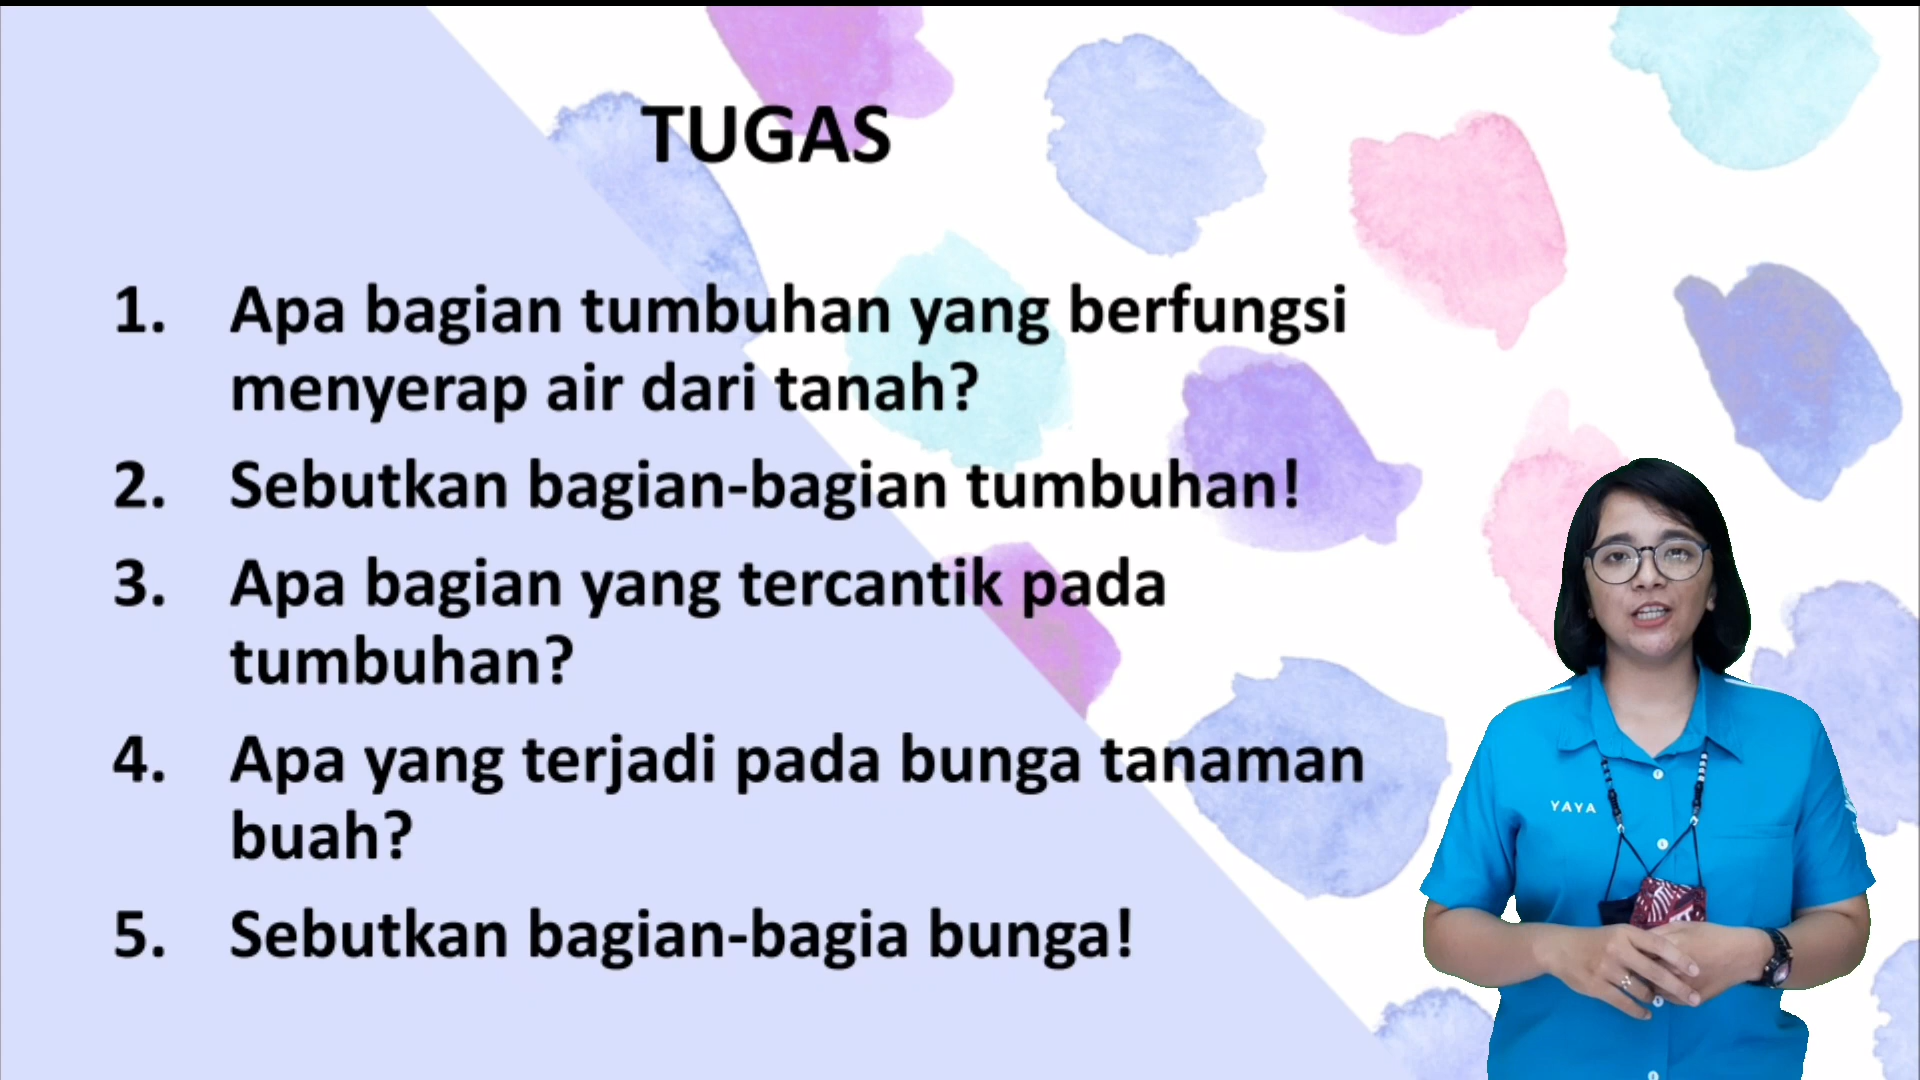 TUGAS
1. Apa bagian tumbuhan yang berfungsi
menyerap air dari tanah?
2. Sebutkan bagian-bagian tumbuhan!
3. Apa bagian yang tercantik pada
tumbuhan?
4. Apa yang terjadi pada bunga tanaman
buah?
5. Sebutkan bagian-bagia bunga!
YAYA